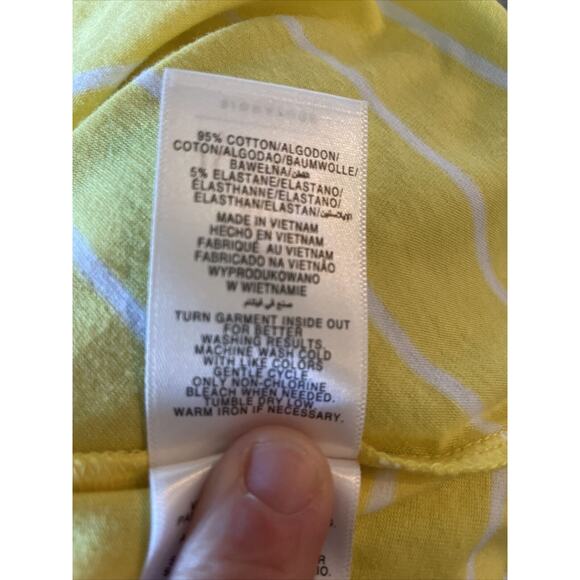 95% COTTON/ALGODON/
COTON/ALGODAO/BAUMWOLLE/
BAWEŁNA/القطن/
5% ELASTANE/ELASTANO/
ÉLASTHANNE/ELASTANO/
ELASTHAN/ELASTAN/الايلاستين
MADE IN VIETNAM
HECHO EN VIETNAM
FABRIQUÉ AU VIETNAM
FABRICADO NA VIETNÃO
WYPRODUKOWANO
W WIETNAMIE
صنع في فيتنام
TURN GARMENT INSIDE OUT
FOR BETTER
WASHING RESULTS.
MACHINE WASH COLD
WITH LIKE COLORS
GENTLE CYCLE.
ONLY NON-CHLORINE
BLEACH WHEN NEEDED.
TUMBLE DRY LOW.
WARM IRON IF NECESSARY.